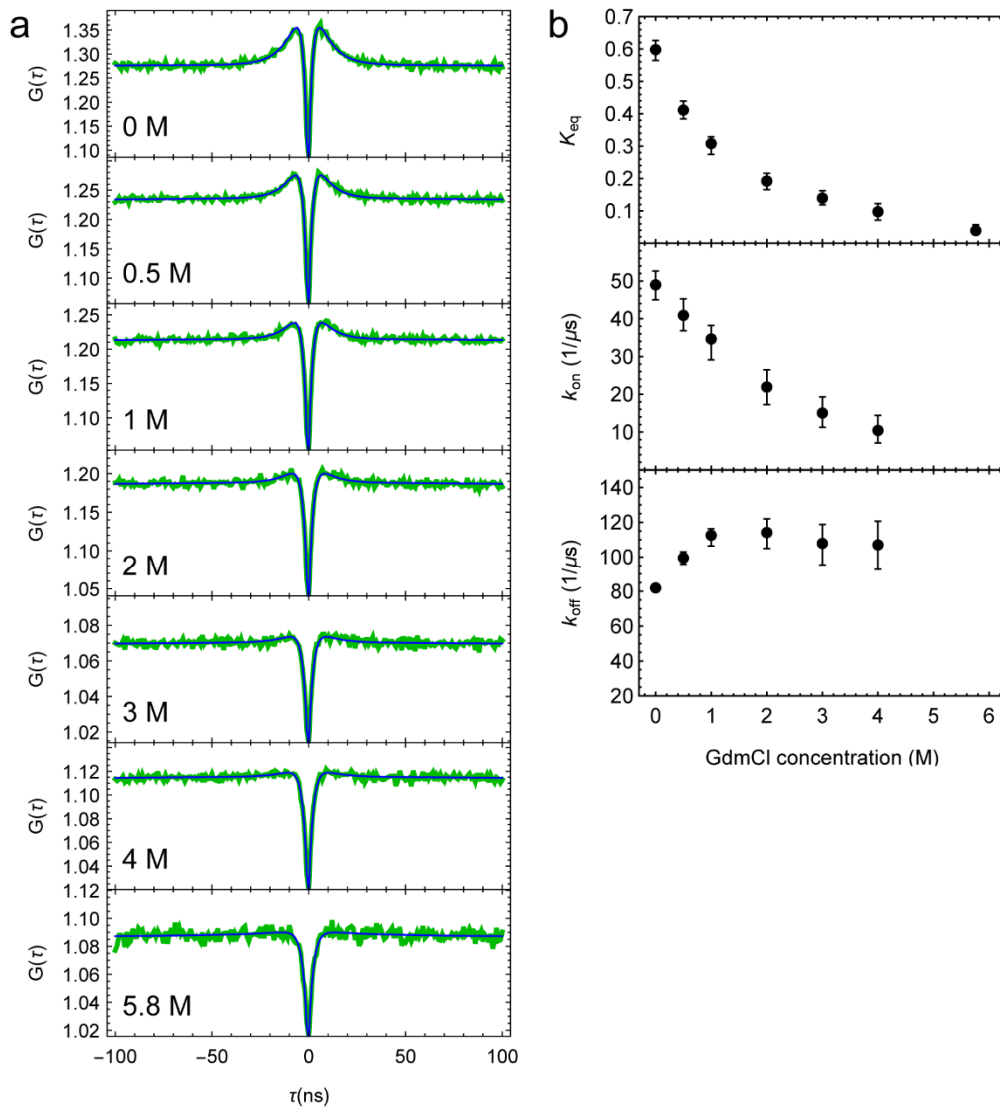 a
1.35
1.30
1.25
1.20
1.15
1.10
G(τ)
0 M
1.25
1.20
1.15
1.10
G(τ)
0.5 M
1.25
1.20
1.15
1.10
G(τ)
1 M
1.20
1.15
1.10
1.05
G(τ)
2 M
1.08
1.06
1.04
1.02
G(τ)
3 M
1.12
1.10
1.08
1.06
1.04
1.02
G(τ)
4 M
1.12
1.10
1.08
1.06
1.04
1.02
G(τ)
5.8 M
−100 −50 0 50 100
τ(ns)
b
0.7
0.6
0.5
0.4
0.3
0.2
0.1
Keq
50
40
30
20
10
kon (1/μs)
140
120
100
80
60
40
20
koff (1/μs)
0 1 2 3 4 5 6
GdmCl concentration (M)